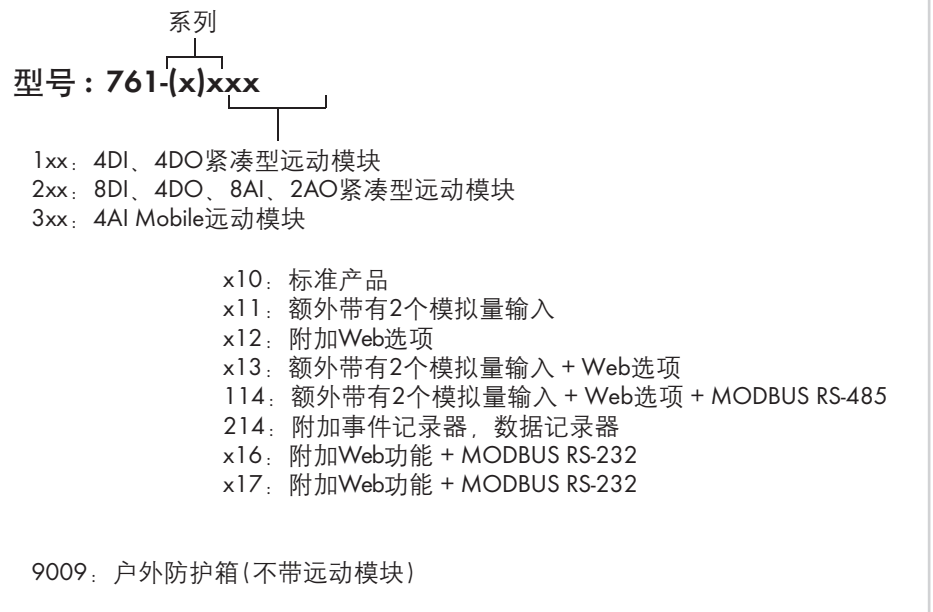 系列
型号：761-(x)xxx
1xx：4DI、4DO紧凑型远动模块
2xx：8DI、4DO、8AI、2AO紧凑型远动模块
3xx：4AI Mobile远动模块
x10：标准产品
x11：额外带有2个模拟量输入
x12：附加Web选项
x13：额外带有2个模拟量输入 + Web选项
114：额外带有2个模拟量输入 + Web选项 + MODBUS RS-485
214：附加事件记录器，数据记录器
x16：附加Web功能 + MODBUS RS-232
x17：附加Web功能 + MODBUS RS-232
9009：户外防护箱(不带远动模块)